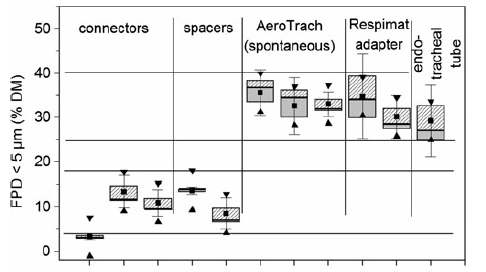 connectors
spacers
AeroTrach
(spontaneous)
Respimat
adapter
endo-
tracheal
tube
FPD < 5 µm (% DM)
50
40
30
20
10
0